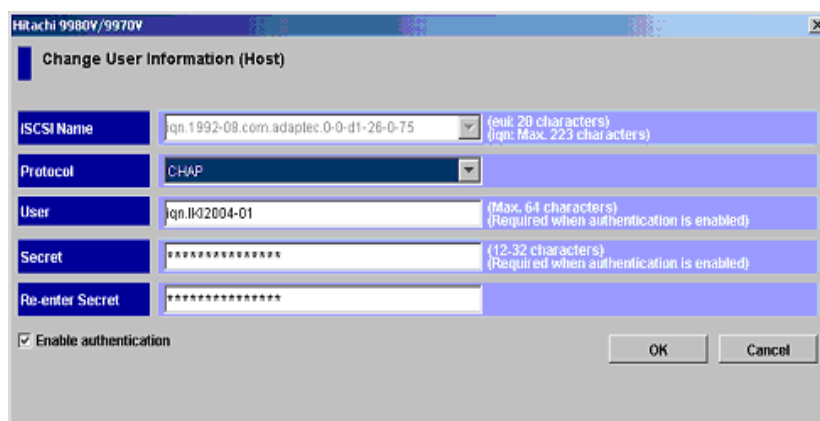 Hitachi 9980V/9970V
Change User Information (Host)
iSCSI Name
iqn.1992-08.com.adaptec.0-0-d1-26-0-75
(eui: 20 characters)
(iqn: Max. 223 characters)
Protocol
CHAP
User
iqn.IKI2004-01
(Max. 64 characters)
(Required when authentication is enabled)
Secret
***************
(12-32 characters)
(Required when authentication is enabled)
Re-enter Secret
***************
Enable authentication
OK
Cancel